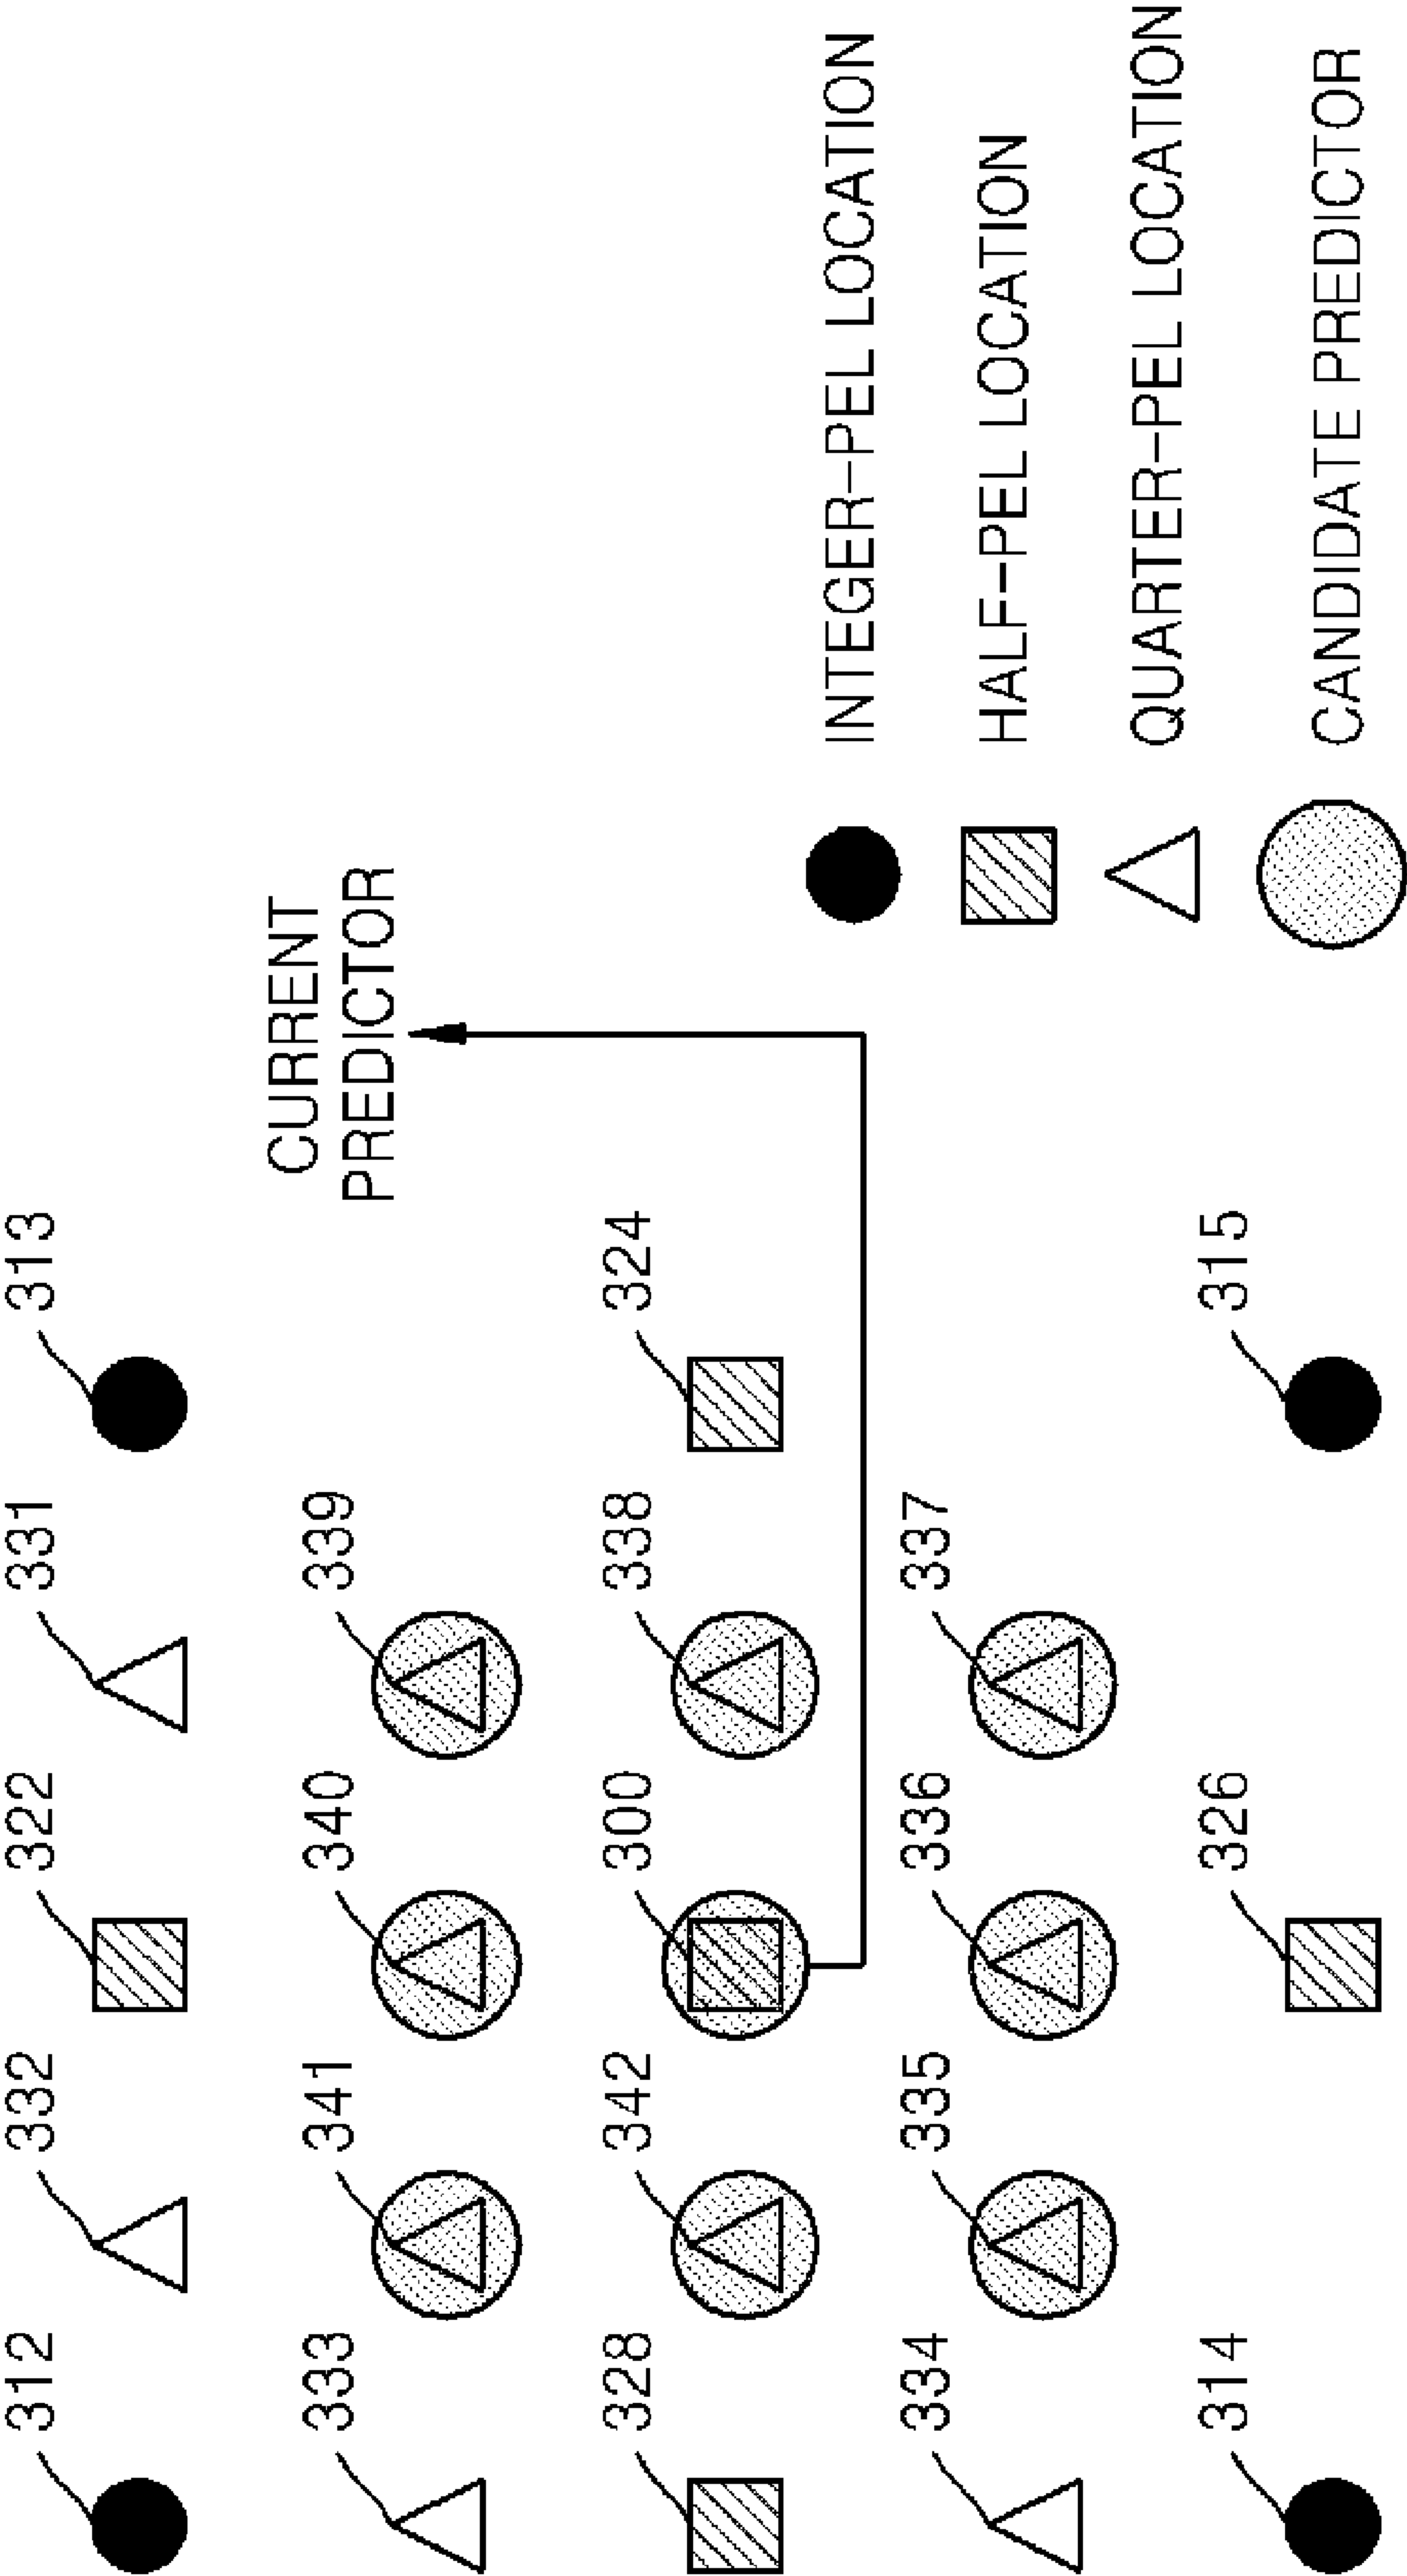 312 332 322 331 313
333 341 340 339
CURRENT
PREDICTOR
328 342 300 338 324
334 335 336 337
314 326 315
INTEGER-PEL LOCATION
HALF-PEL LOCATION
QUARTER-PEL LOCATION
CANDIDATE PREDICTOR